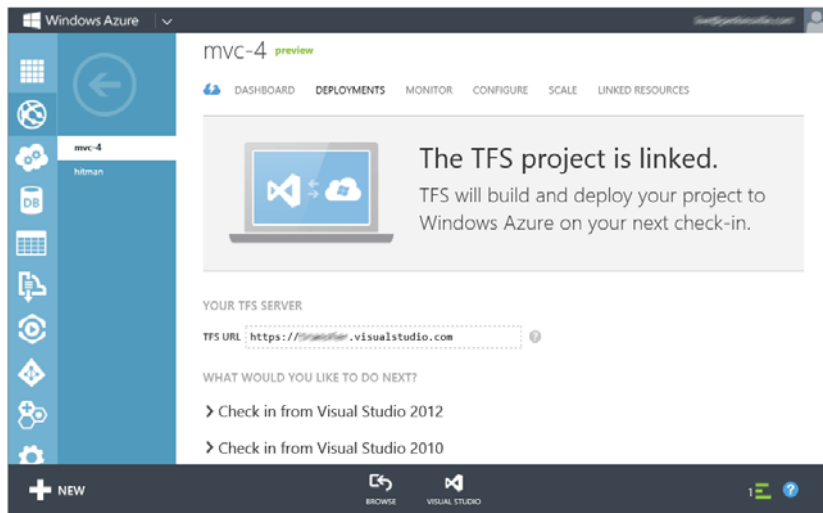 Windows Azure
mvc-4 preview
DASHBOARD DEPLOYMENTS MONITOR CONFIGURE SCALE LINKED RESOURCES
mvc-4
hitman
DB
The TFS project is linked.
TFS will build and deploy your project to
Windows Azure on your next check-in.
YOUR TFS SERVER
TFS URL https:// .visualstudio.com ?
WHAT WOULD YOU LIKE TO DO NEXT?
Check in from Visual Studio 2012
Check in from Visual Studio 2010
NEW
BROWSE
VISUAL STUDIO
1
?